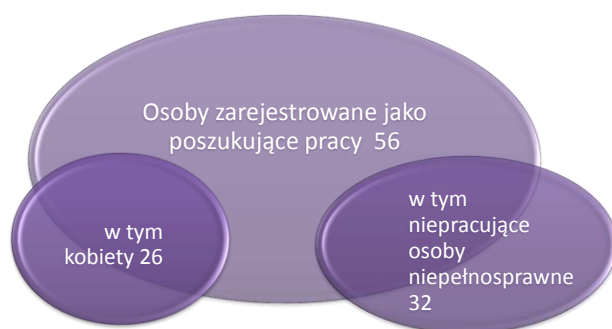 Osoby zarejestrowane jako
poszukujące pracy 56
w tym
kobiety 26
w tym
niepracujące
osoby
niepełnosprawne
32